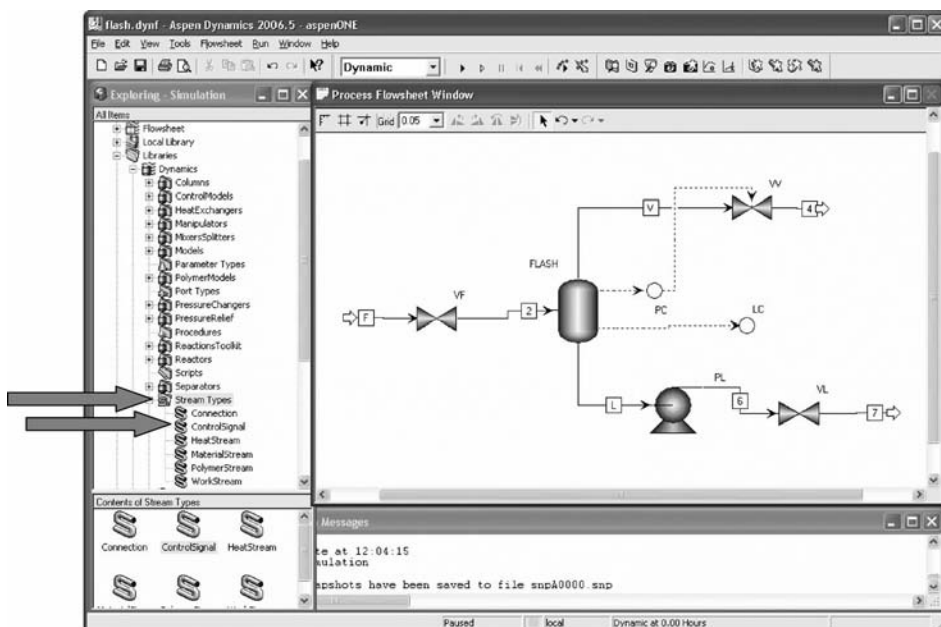 flash.dynf - Aspen Dynamics 2006.5 - aspenONE
File Edit View Tools Flowsheet Run Window Help
Dynamic
Exploring - Simulation
All Items
Flowsheet
Local Library
Libraries
Dynamics
Columns
ControlModels
HeatExchangers
Manipulators
MixersSplitters
Models
Parameter Types
PolymerModels
Port Types
PressureChangers
PressureRelief
Procedures
ReactionsToolkit
Reactors
Scripts
Separators
Stream Types
Connection
ControlSignal
HeatStream
MaterialStream
PolymerStream
WorkStream
Contents of Stream Types
Connection ControlSignal HeatStream
Process Flowsheet Window
Grid 0.05
VV
V
4
FLASH
VF
PC
LC
F
2
PL
VL
L
6
7
Messages
te at 12:04:15
mulation
apshots have been saved to file snpA0000.snp
Paused local Dynamic at 0.00 Hours